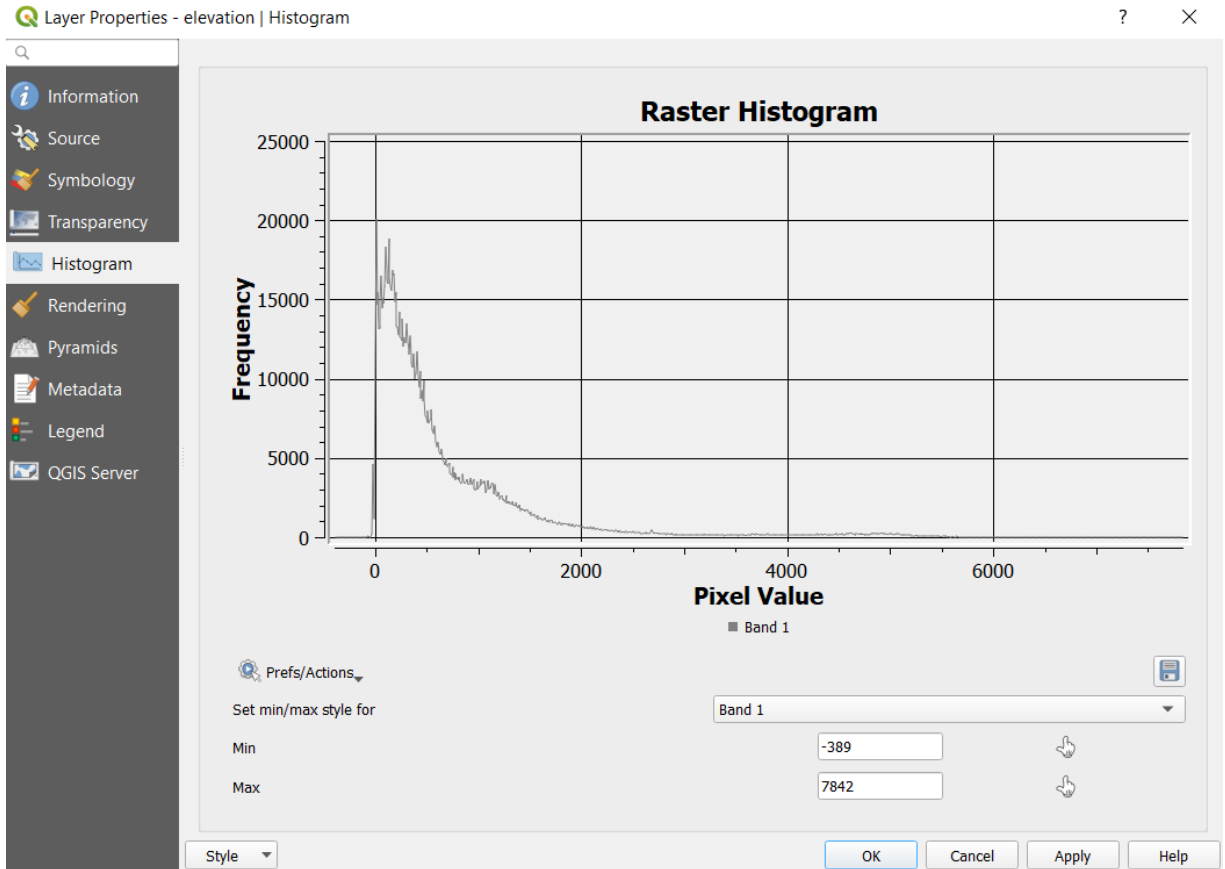 Layer Properties - elevation | Histogram ?
Information
Source
Symbology
Transparency
Histogram
Rendering
Pyramids
Metadata
Legend
QGIS Server
Raster Histogram
25000
20000
15000
10000
5000
0
Frequency
0 2000 4000 6000
Pixel Value
Band 1
Prefs/Actions
Set min/max style for Band 1
Min -389
Max 7842
Style OK Cancel Apply Help